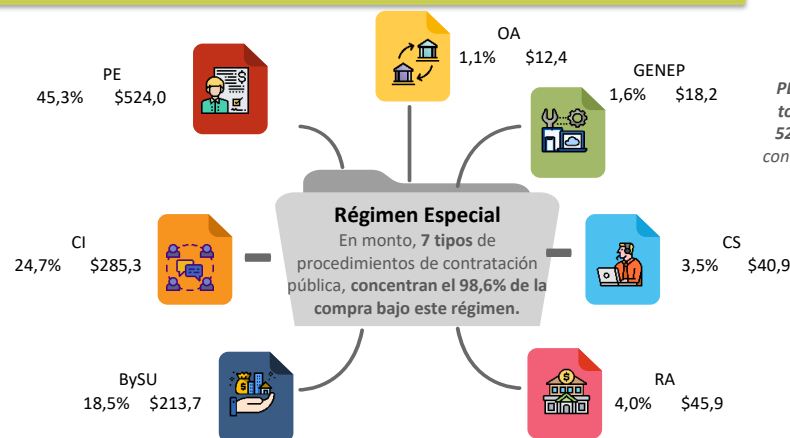 OA
1,1% $12,4
PE
45,3% $524,0
GENEP
1,6% $18,2
Régimen Especial
En monto, 7 tipos de
procedimientos de contratación
pública, concentran el 98,6% de la
compra bajo este régimen.
CI
24,7% $285,3
CS
3,5% $40,9
BySU
18,5% $213,7
RA
4,0% $45,9